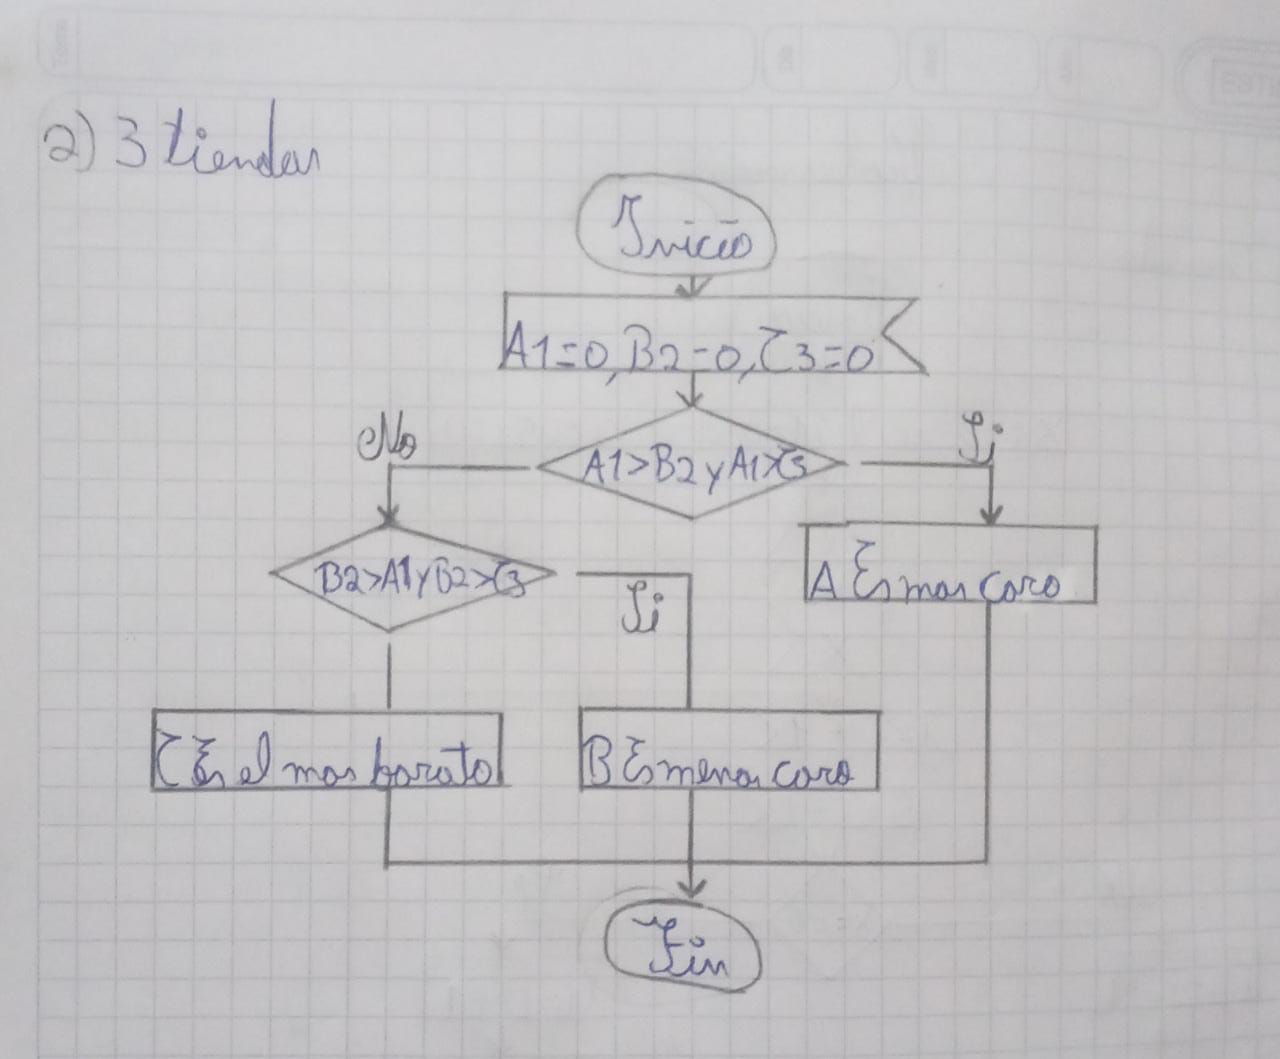 2) 3 tiendas
Inicio
A1=0, B2=0, C3=0
No
Si
A1>B2 y A1>C3
B2>A1 y B2>C3
Si
A Es mas caro
C Es el mas barato
B Es menos caro
Fin